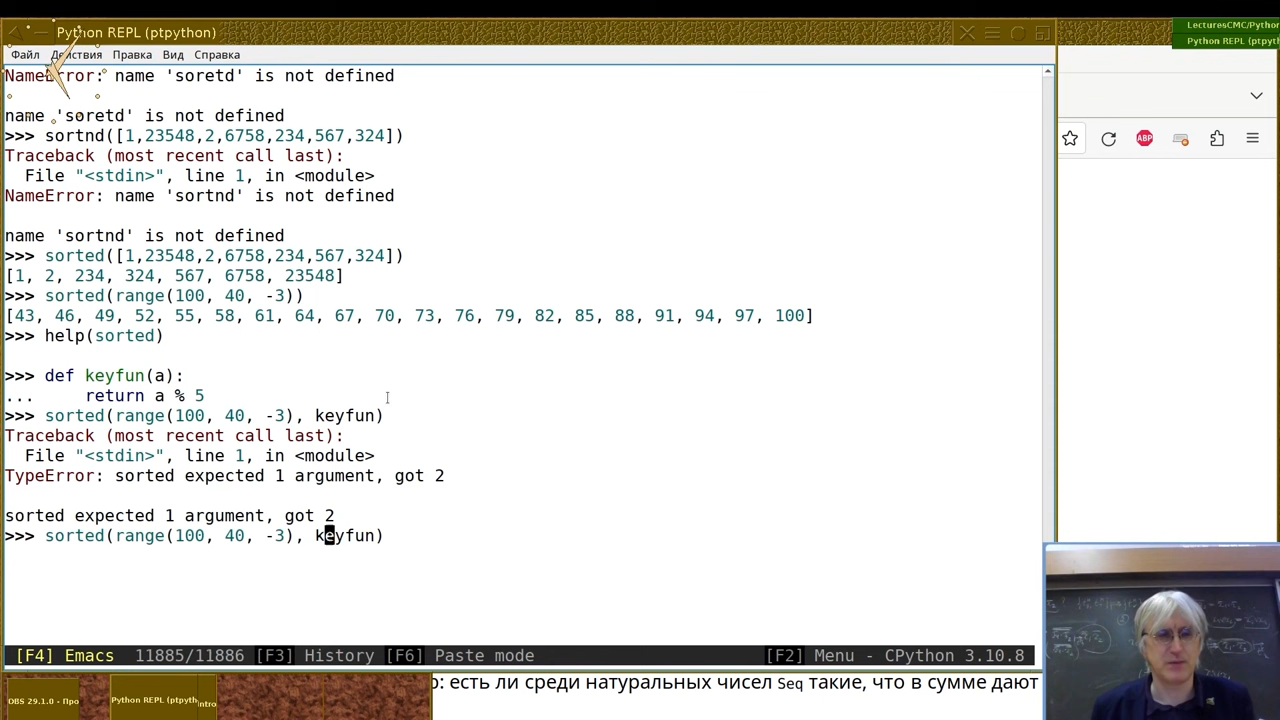 LecturesCMC/Python
Python REPL (ptpython)
Python REPL (ptpyt
Файл Действия Правка Вид Справка
NameError: name 'soretd' is not defined
name 'soretd' is not defined
>>> sortnd([1,23548,2,6758,234,567,324])
Traceback (most recent call last):
File "<stdin>", line 1, in <module>
NameError: name 'sortnd' is not defined
name 'sortnd' is not defined
>>> sorted([1,23548,2,6758,234,567,324])
[1, 2, 234, 324, 567, 6758, 23548]
>>> sorted(range(100, 40, -3))
[43, 46, 49, 52, 55, 58, 61, 64, 67, 70, 73, 76, 79, 82, 85, 88, 91, 94, 97, 100]
>>> help(sorted)
>>> def keyfun(a):
... return a % 5
>>> sorted(range(100, 40, -3), keyfun)
Traceback (most recent call last):
File "<stdin>", line 1, in <module>
TypeError: sorted expected 1 argument, got 2
sorted expected 1 argument, got 2
>>> sorted(range(100, 40, -3), keyfun)
[F4] Emacs 11885/11886 [F3] History [F6] Paste mode [F2] Menu - CPython 3.10.8
ABP
о: есть ли среди натуральных чисел Seq такие, что в сумме дают
OBS 29.1.0 - Про
Python REPL (ptpyth
intro